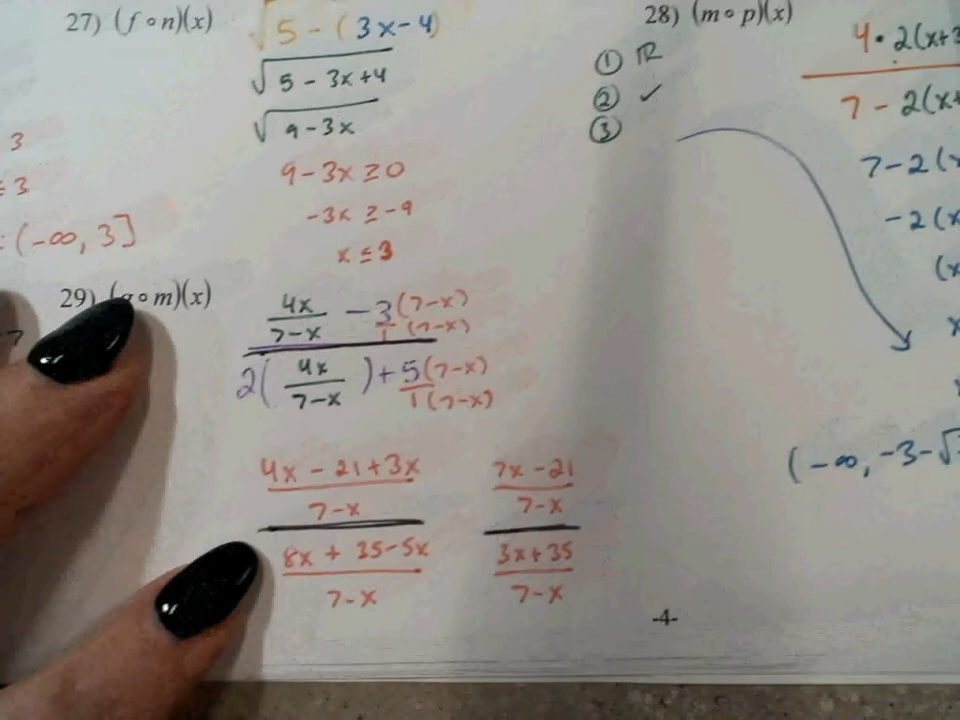 27) (f∘n)(x)
√5 - (3x-4)
√5 - 3x+4
√9-3x
9-3x ≥0
-3x ≥ -9
x ≤ 3
3
≤ 3
(-∞, 3]
28) (m∘p)(x)
① ℝ
② ✓
③
4·2(x+3
7 - 2(x+
7-2(x
-2(x
(x
x
(-∞, -3-√
29) (g∘m)(x)
7
4x/7-x - 3(7-x)/1(7-x)
2(4x/7-x) + 5(7-x)/1(7-x)
4x - 21+3x 7x-21
7-x 7-x
8x + 35-5x 3x+35
7-x 7-x
-4-